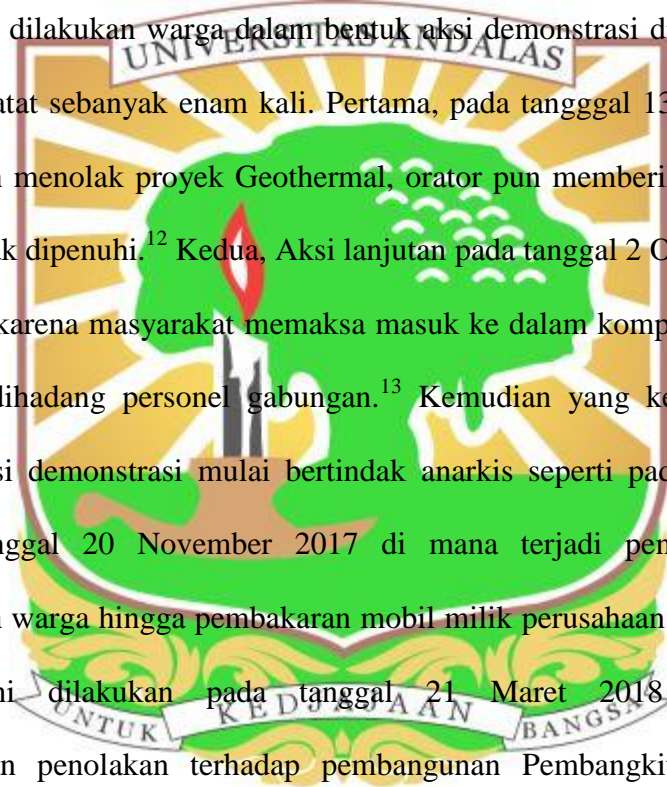 dilakukan warga dalam bentuk aksi demonstrasi d
UNIVERSITAS ANDALAS
atat sebanyak enam kali. Pertama, pada tangggal 13
menolak proyek Geothermal, orator pun memberi
ak dipenuhi.12 Kedua, Aksi lanjutan pada tanggal 2 O
karena masyarakat memaksa masuk ke dalam komp
dihadang personel gabungan.13 Kemudian yang ke
si demonstrasi mulai bertindak anarkis seperti pad
nggal 20 November 2017 di mana terjadi pen
n warga hingga pembakaran mobil milik perusahaan
ni dilakukan pada tanggal 21 Maret 2018
UNTUK KEDJAJAAN BANGSA
n penolakan terhadap pembangunan Pembangki